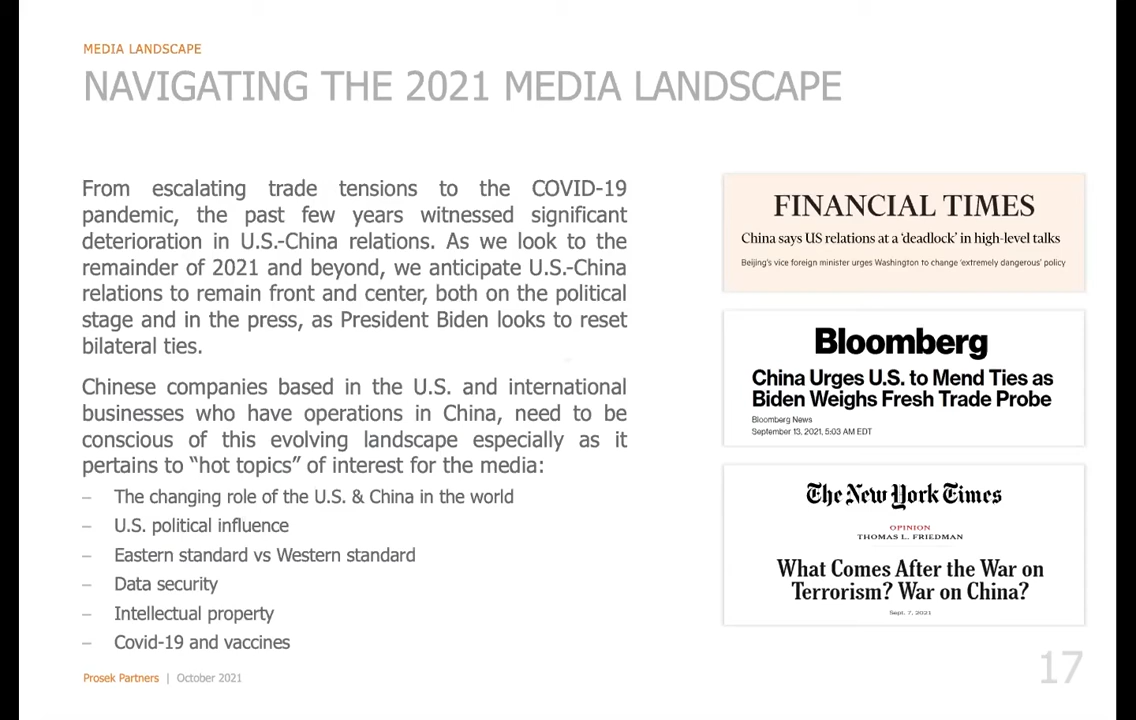 MEDIA LANDSCAPE
NAVIGATING THE 2021 MEDIA LANDSCAPE
From escalating trade tensions to the COVID-19
pandemic, the past few years witnessed significant
deterioration in U.S.-China relations. As we look to the
remainder of 2021 and beyond, we anticipate U.S.-China
relations to remain front and center, both on the political
stage and in the press, as President Biden looks to reset
bilateral ties.
Chinese companies based in the U.S. and international
businesses who have operations in China, need to be
conscious of this evolving landscape especially as it
pertains to “hot topics” of interest for the media:
– The changing role of the U.S. & China in the world
– U.S. political influence
– Eastern standard vs Western standard
– Data security
– Intellectual property
– Covid-19 and vaccines
FINANCIAL TIMES
China says US relations at a ‘deadlock’ in high-level talks
Beijing's vice foreign minister urges Washington to change ‘extremely dangerous’ policy
Bloomberg
China Urges U.S. to Mend Ties as
Biden Weighs Fresh Trade Probe
Bloomberg News
September 13, 2021, 5:03 AM EDT
The New York Times
OPINION
THOMAS L. FRIEDMAN
What Comes After the War on
Terrorism? War on China?
Sept. 7, 2021
Prosek Partners | October 2021
17